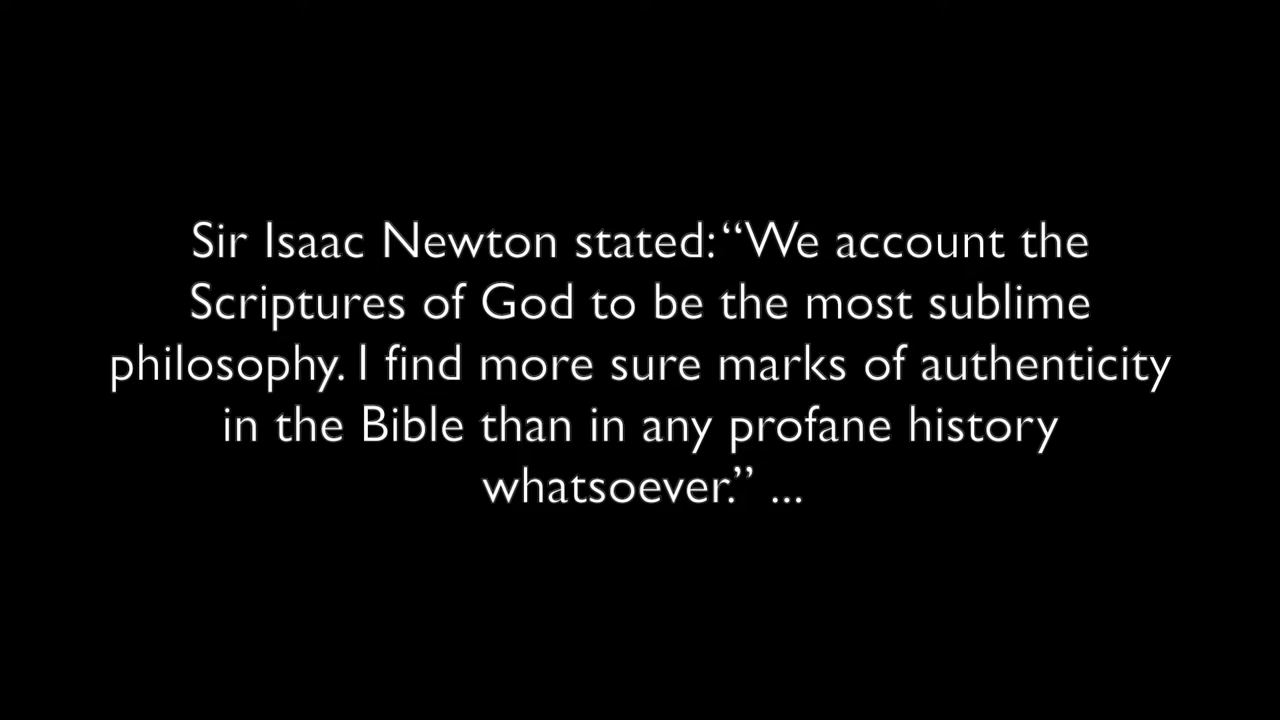 Sir Isaac Newton stated: “We account the
Scriptures of God to be the most sublime
philosophy. I find more sure marks of authenticity
in the Bible than in any profane history
whatsoever.” ...